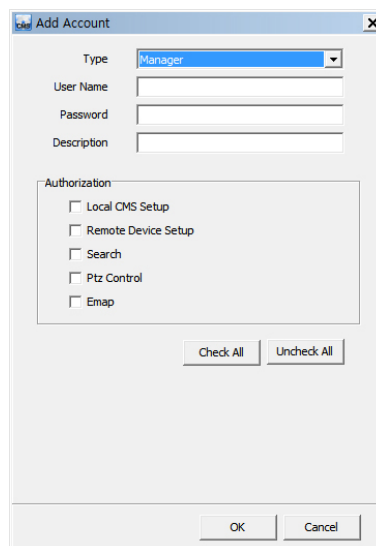 Add Account
Type Manager
User Name
Password
Description
Authorization
Local CMS Setup
Remote Device Setup
Search
Ptz Control
Emap
Check All Uncheck All
OK Cancel